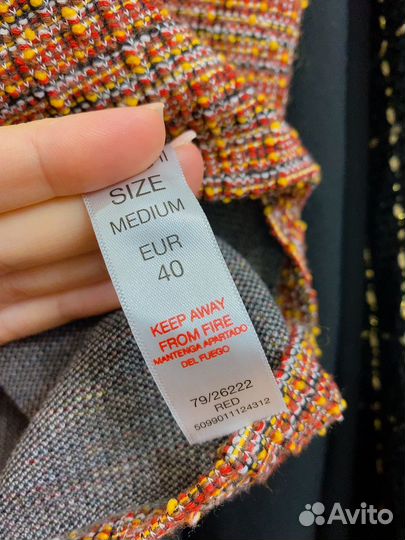 SIZE
MEDIUM
EUR
40
KEEP AWAY
FROM FIRE
MANTENGA APARTADO
DEL FUEGO
79/26222
RED
5099011124312
Avito